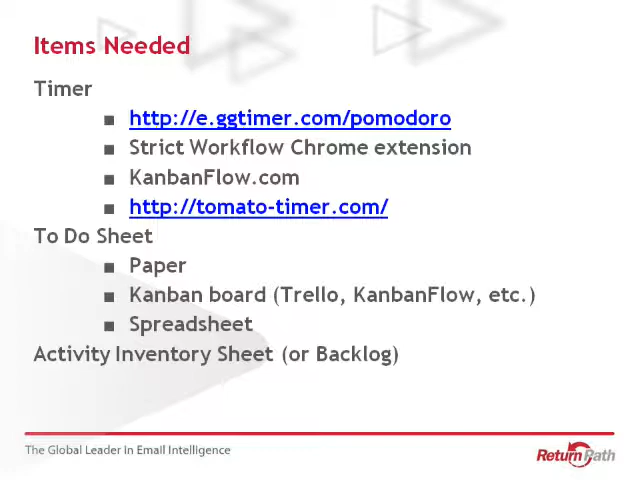 Items Needed
Timer
■ http://e.ggtimer.com/pomodoro
■ Strict Workflow Chrome extension
■ KanbanFlow.com
■ http://tomato-timer.com/
To Do Sheet
■ Paper
■ Kanban board (Trello, KanbanFlow, etc.)
■ Spreadsheet
Activity Inventory Sheet (or Backlog)
The Global Leader In Email Intelligence
Return Path